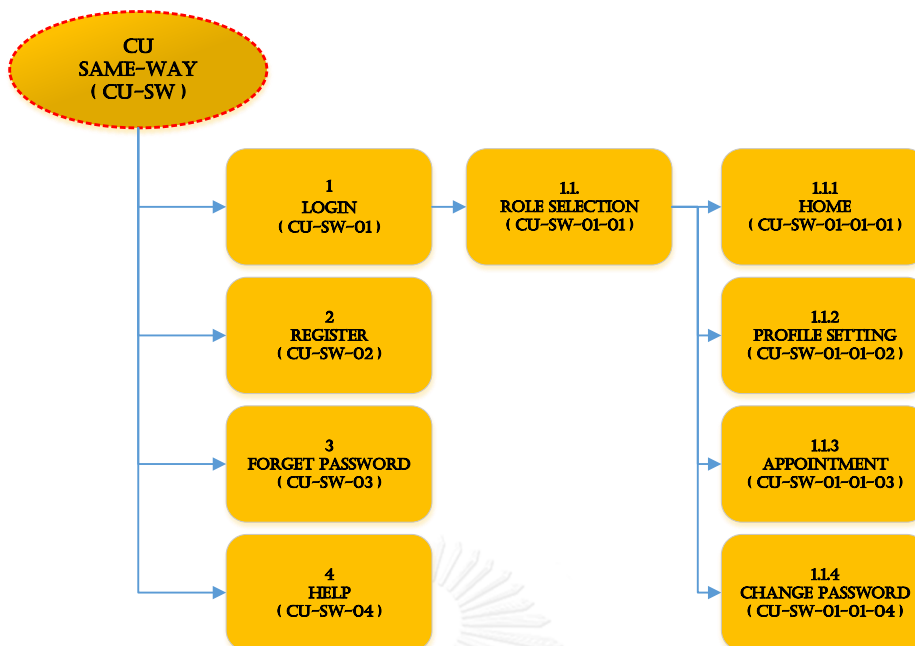 CU
SAME-WAY
( CU-SW )
1
LOGIN
( CU-SW-01 )
1.1.
ROLE SELECTION
( CU-SW-01-01 )
1.1.1
HOME
( CU-SW-01-01-01 )
2
REGISTER
( CU-SW-02 )
1.1.2
PROFILE SETTING
( CU-SW-01-01-02 )
3
FORGET PASSWORD
( CU-SW-03 )
1.1.3
APPOINTMENT
( CU-SW-01-01-03 )
4
HELP
( CU-SW-04 )
1.1.4
CHANGE PASSWORD
( CU-SW-01-01-04 )